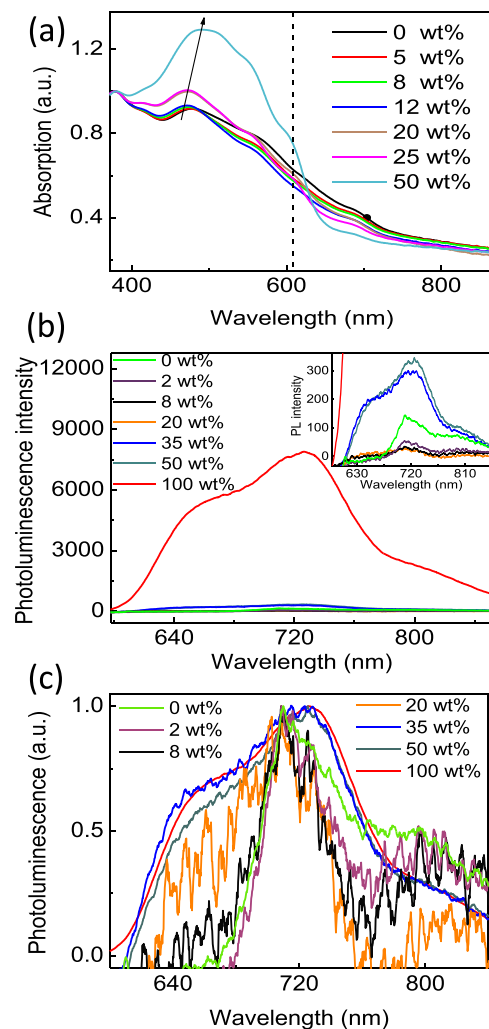 (a)
Absorption (a.u.)
1.2
0.8
0.4
0 wt%
5 wt%
8 wt%
12 wt%
20 wt%
25 wt%
50 wt%
400 600 800
Wavelength (nm)
(b)
Photoluminescence intensity
12000
9000
6000
3000
0
0 wt%
2 wt%
8 wt%
20 wt%
35 wt%
50 wt%
100 wt%
PL intensity
300
200
100
0
630 720 810
Wavelength (nm)
640 720 800
Wavelength (nm)
(c)
Photoluminescence (a.u.)
1.0
0.5
0.0
0 wt%
2 wt%
8 wt%
20 wt%
35 wt%
50 wt%
100 wt%
640 720 800
Wavelength (nm)